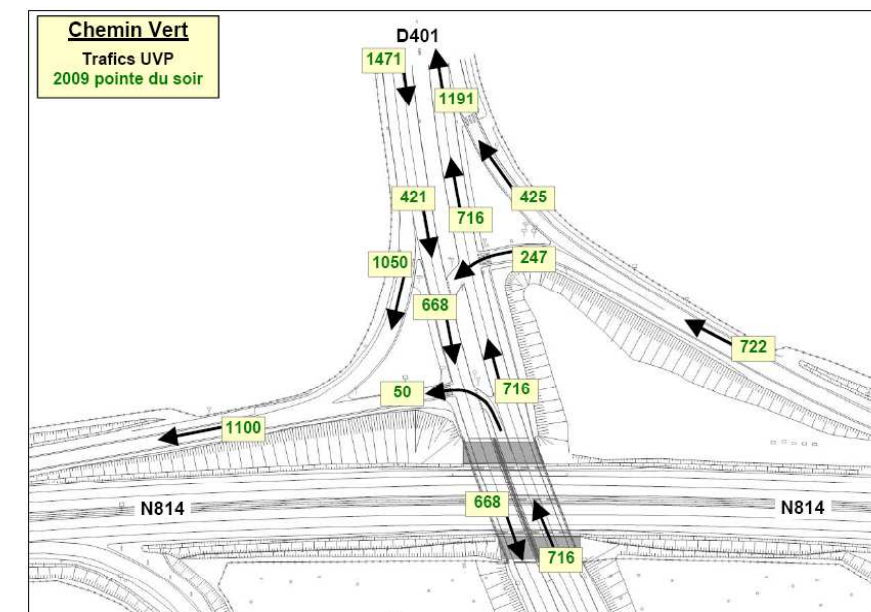 Chemin Vert
Trafics UVP
2009 pointe du soir
D401
1471
1191
421
716
425
1050
247
668
722
50
716
1100
668
N814
N814
716